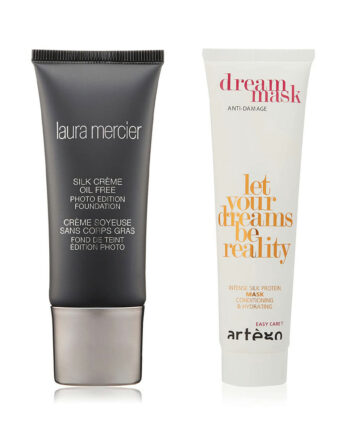 laura mercier
SILK CRÈME
OIL FREE
PHOTO EDITION
FOUNDATION
CRÈME SOYEUSE
SANS CORPS GRAS
FOND DE TEINT
ÉDITION PHOTO
dream
mask
ANTI-DAMAGE
let
your
dreams
be
reality
INTENSE SILK PROTEIN
MASK
CONDITIONING
& HYDRATING
EASY CARE T
artègo